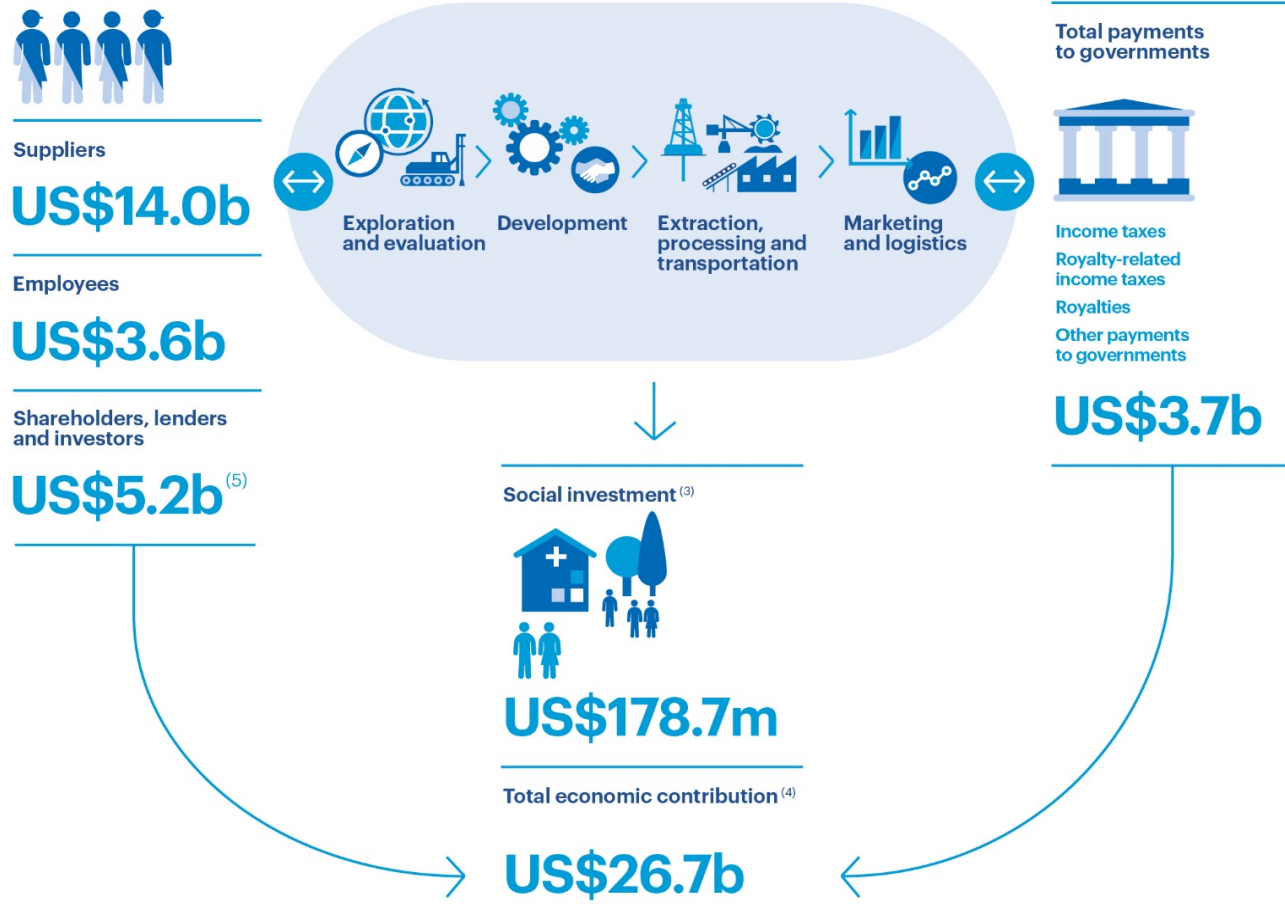 Suppliers
US$14.0b
Employees
US$3.6b
Shareholders, lenders
and investors
US$5.2b (5)
Exploration
and evaluation
Development
Extraction,
processing and
transportation
Marketing
and logistics
Social investment (3)
US$178.7m
Total economic contribution (4)
US$26.7b
Total payments
to governments
Income taxes
Royalty-related
income taxes
Royalties
Other payments
to governments
US$3.7b